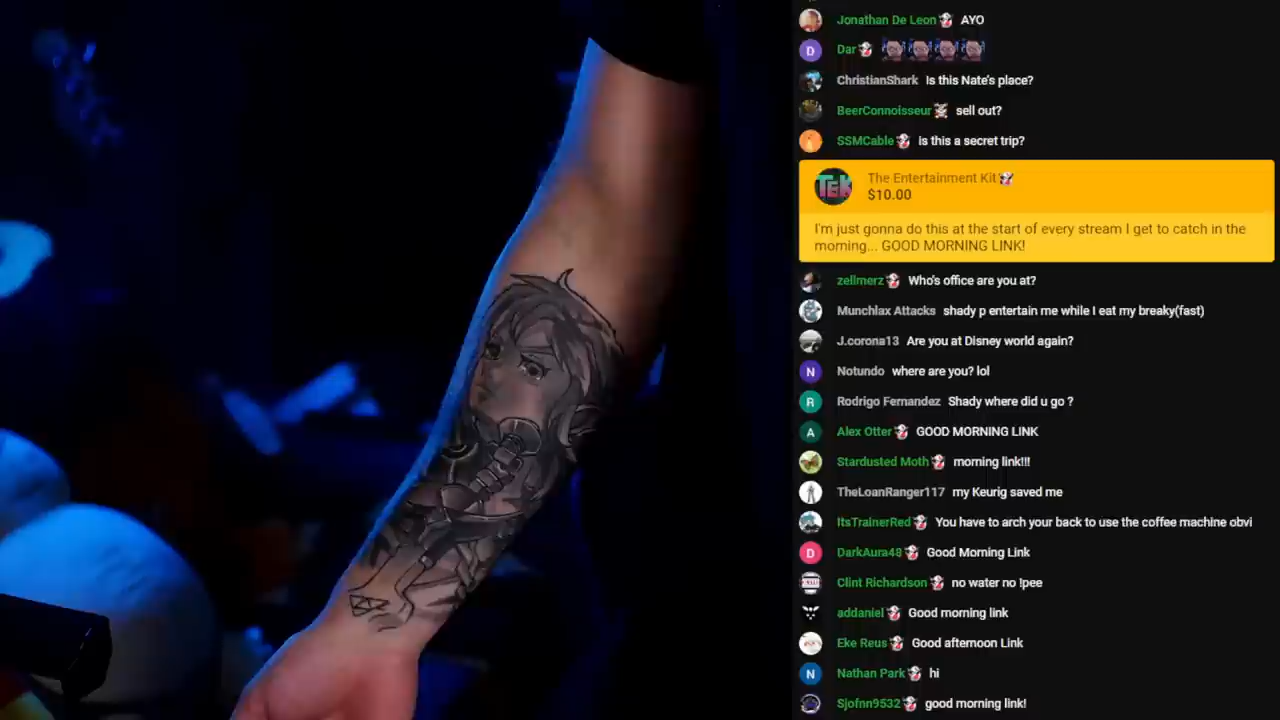 Jonathan De Leon AYO
D Dar
ChristianShark Is this Nate's place?
BeerConnoisseur sell out?
SSMCable is this a secret trip?
TEK The Entertainment Kit
$10.00
I'm just gonna do this at the start of every stream I get to catch in the
morning... GOOD MORNING LINK!
zellmerz Who's office are you at?
Munchlax Attacks shady p entertain me while I eat my breaky(fast)
J.corona13 Are you at Disney world again?
N Notundo where are you? lol
R Rodrigo Fernandez Shady where did u go ?
A Alex Otter GOOD MORNING LINK
Stardusted Moth morning link!!!
TheLoanRanger117 my Keurig saved me
ItsTrainerRed You have to arch your back to use the coffee machine obvi
D DarkAura48 Good Morning Link
Clint Richardson no water no !pee
addaniel Good morning link
Eke Reus Good afternoon Link
N Nathan Park hi
Sjofnn9532 good morning link!